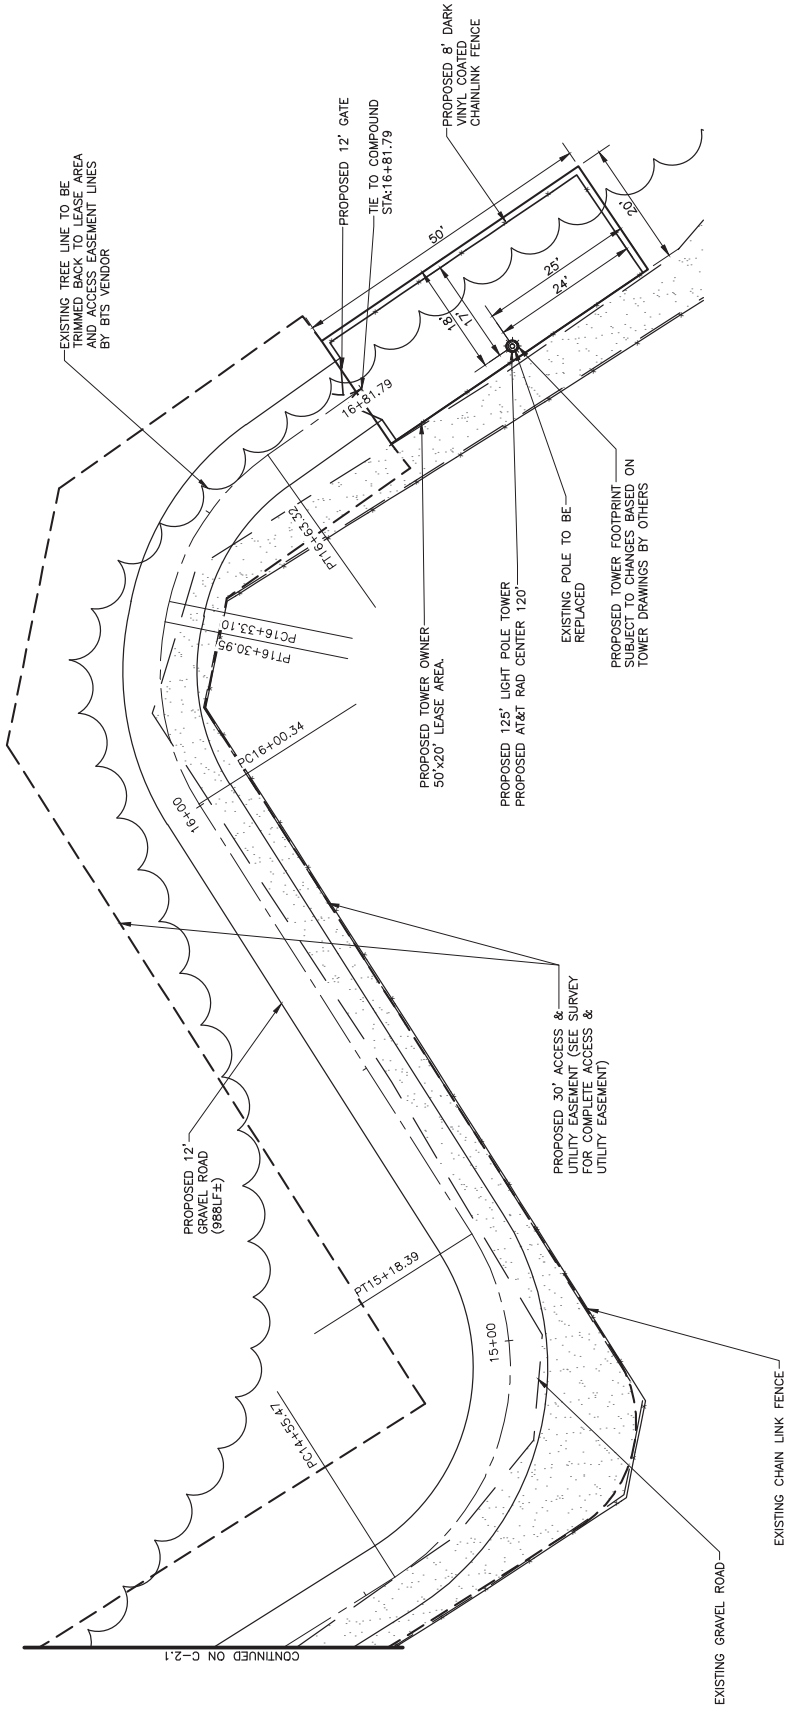 EXISTING TREE LINE TO BE
TRIMMED BACK TO LEASE AREA
AND ACCESS EASEMENT LINES
BY BTS VENDOR
PROPOSED 12' GATE
TIE TO COMPOUND
STA:16+81.79
PROPOSED 8' DARK
VINYL COATED
CHAINLINK FENCE
50'
20'
25'
24'
18'
17'
16+81.79
PT16+63.32
PC16+33.10
PT16+30.95
PC16+00.34
16+00
PROPOSED TOWER OWNER
50'x20' LEASE AREA.
PROPOSED 125' LIGHT POLE TOWER
PROPOSED AT&T RAD CENTER 120'
EXISTING POLE TO BE
REPLACED
PROPOSED TOWER FOOTPRINT
SUBJECT TO CHANGES BASED ON
TOWER DRAWINGS BY OTHERS
PROPOSED 12'
GRAVEL ROAD
(988LF±)
PROPOSED 30' ACCESS &
UTILITY EASEMENT (SEE SURVEY
FOR COMPLETE ACCESS &
UTILITY EASEMENT)
PT15+18.39
15+00
PC14+55.47
CONTINUED ON C-2.1
EXISTING GRAVEL ROAD
EXISTING CHAIN LINK FENCE